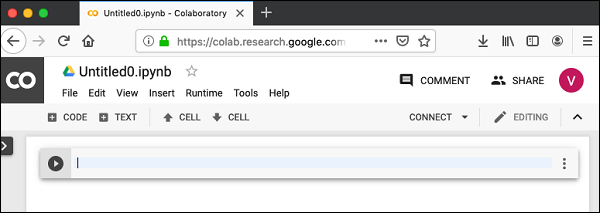 Untitled0.ipynb - Colaboratory
https://colab.research.google.com
CO Untitled0.ipynb COMMENT SHARE V
File Edit View Insert Runtime Tools Help
CODE TEXT CELL CELL CONNECT EDITING